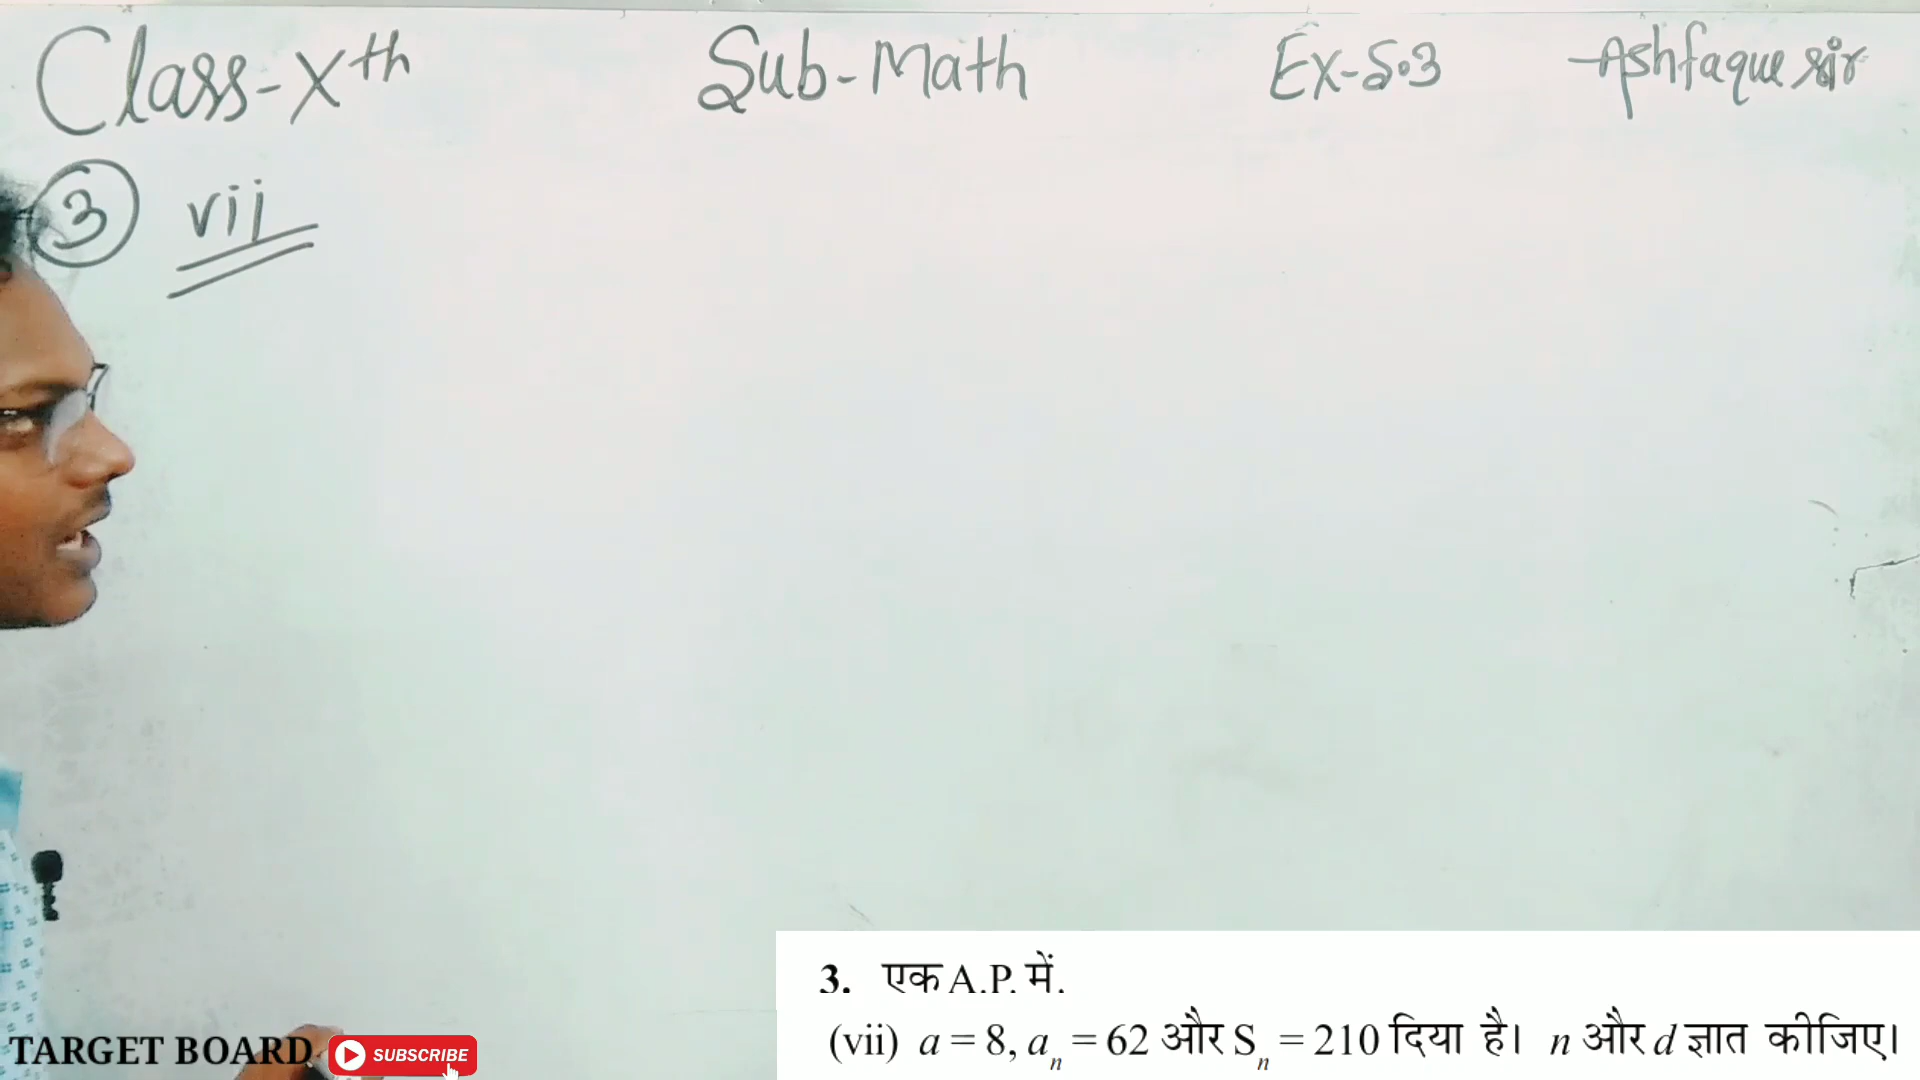 Class-Xth Sub-Math Ex-5.3 Ashfaque sir
3 vii
3. एक A.P. में.
(vii) a = 8, an = 62 और Sn = 210 दिया है। n और d ज्ञात कीजिए।
TARGET BOARD SUBSCRIBE